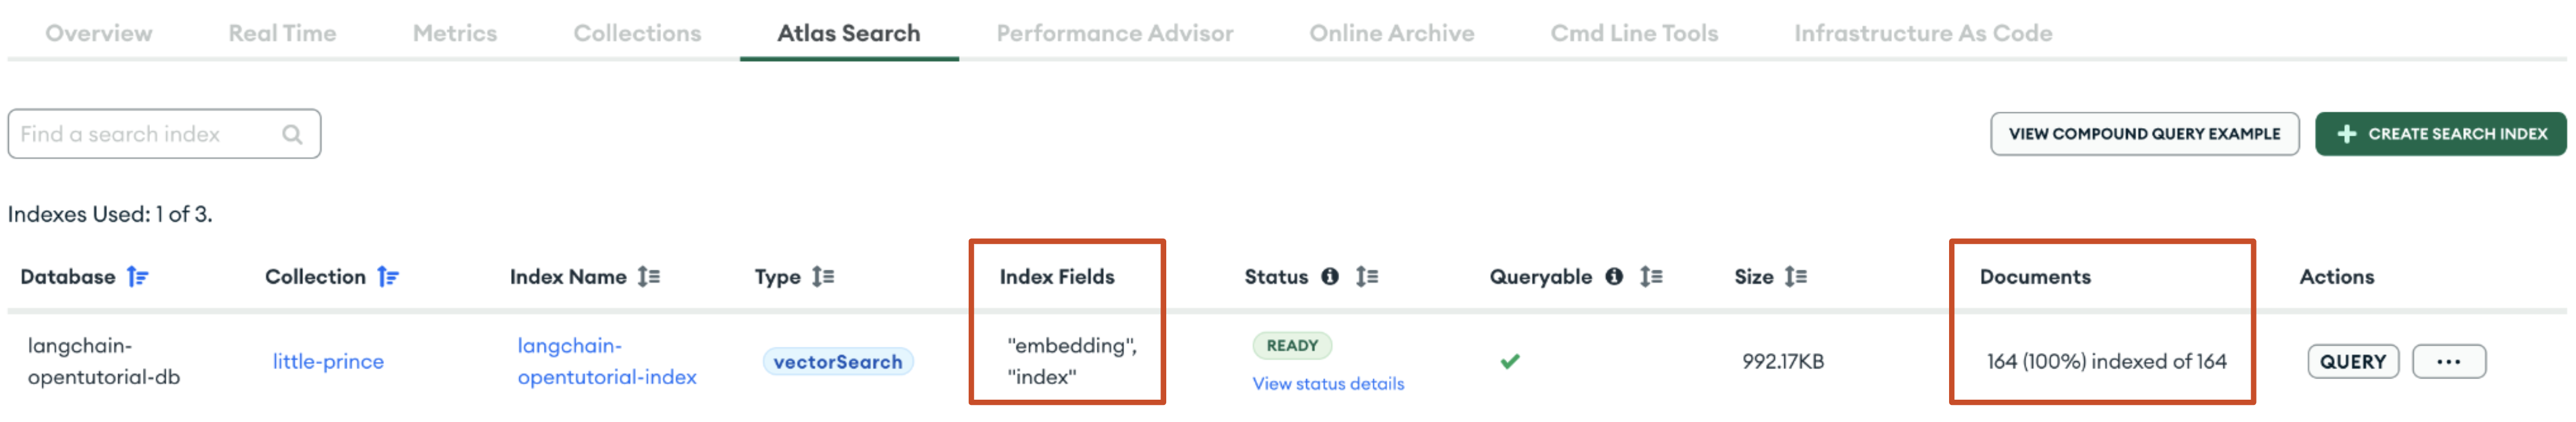 Overview Real Time Metrics Collections Atlas Search Performance Advisor Online Archive Cmd Line Tools Infrastructure As Code
Find a search index
VIEW COMPOUND QUERY EXAMPLE
+ CREATE SEARCH INDEX
Indexes Used: 1 of 3.
Database Collection Index Name Type Index Fields Status Queryable Size Documents Actions
langchain-
opentutorial-db
little-prince
langchain-
opentutorial-index
vectorSearch
"embedding",
"index"
READY
View status details
992.17KB
164 (100%) indexed of 164
QUERY
...